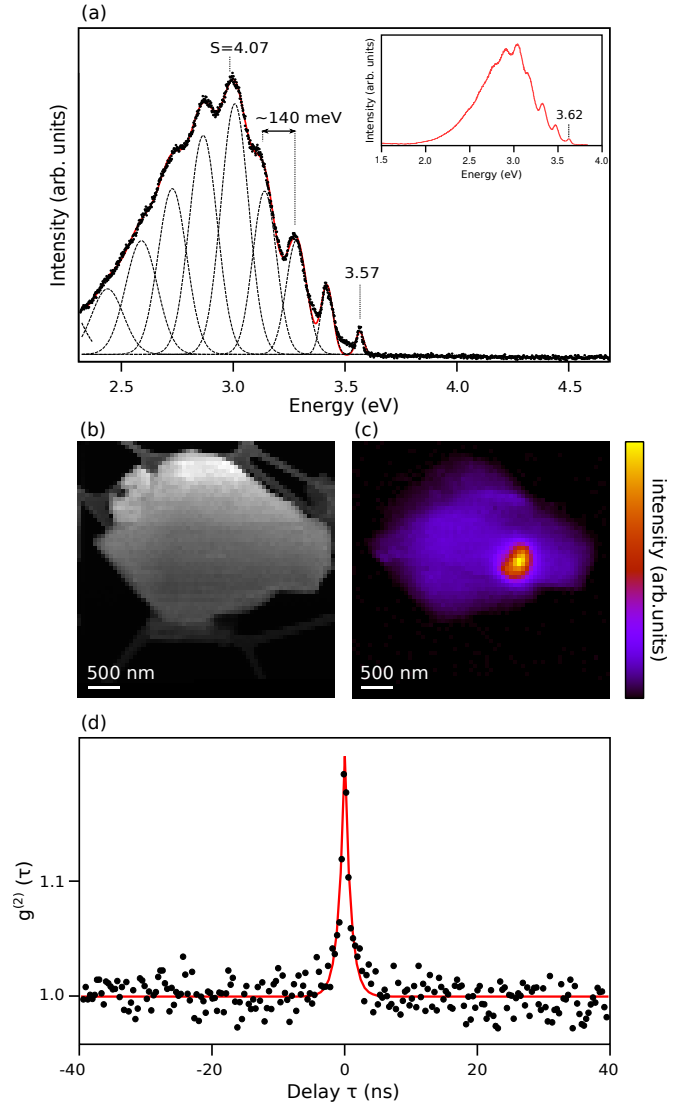 (a)
S=4.07
~140 meV
3.57
Intensity (arb. units)
2.5 3.0 3.5 4.0 4.5
Energy (eV)
Intensity (arb. units)
3.62
1.5 2.0 2.5 3.0 3.5 4.0
Energy (eV)
(b)
500 nm
(c)
500 nm
intensity (arb.units)
(d)
g(2) (τ)
1.1
1.0
-40 -20 0 20 40
Delay τ (ns)